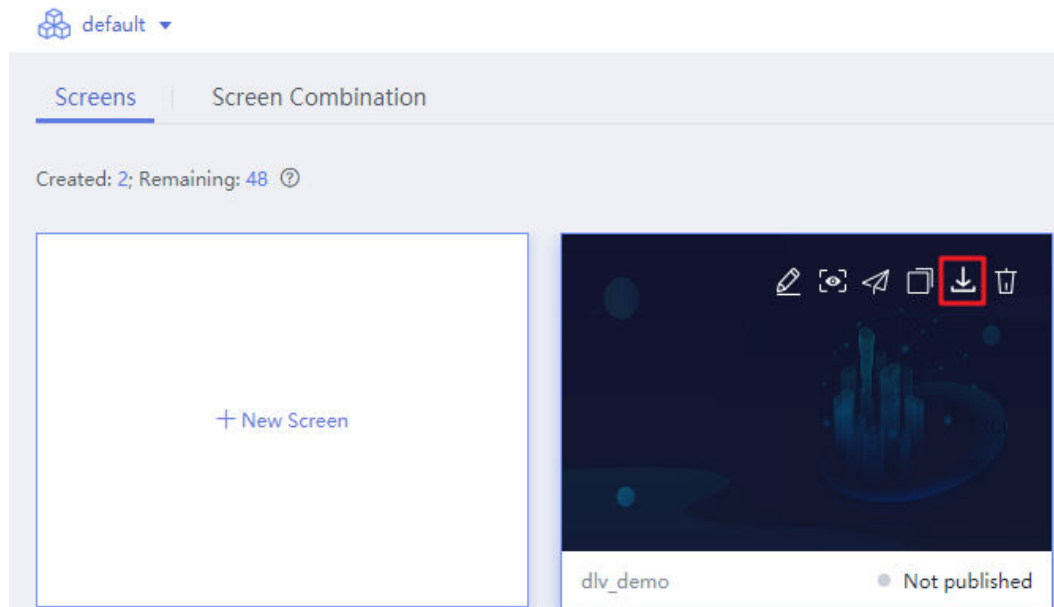 default
Screens Screen Combination
Created: 2; Remaining: 48
+ New Screen
dlv_demo Not published